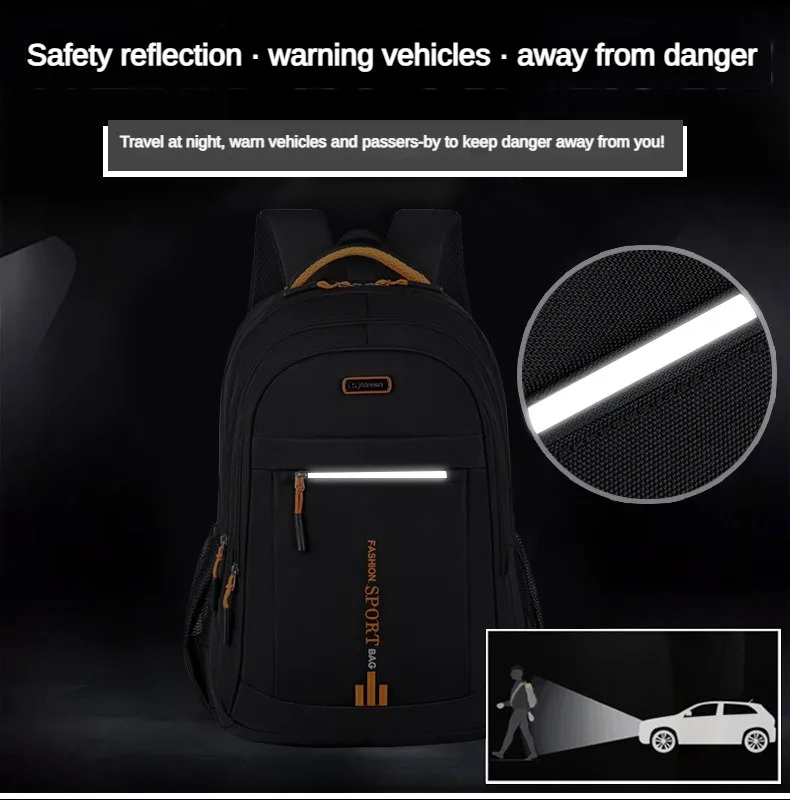 Safety reflection · warning vehicles · away from danger
Travel at night, warn vehicles and passers-by to keep danger away from you!
FASHION SPORT BAG